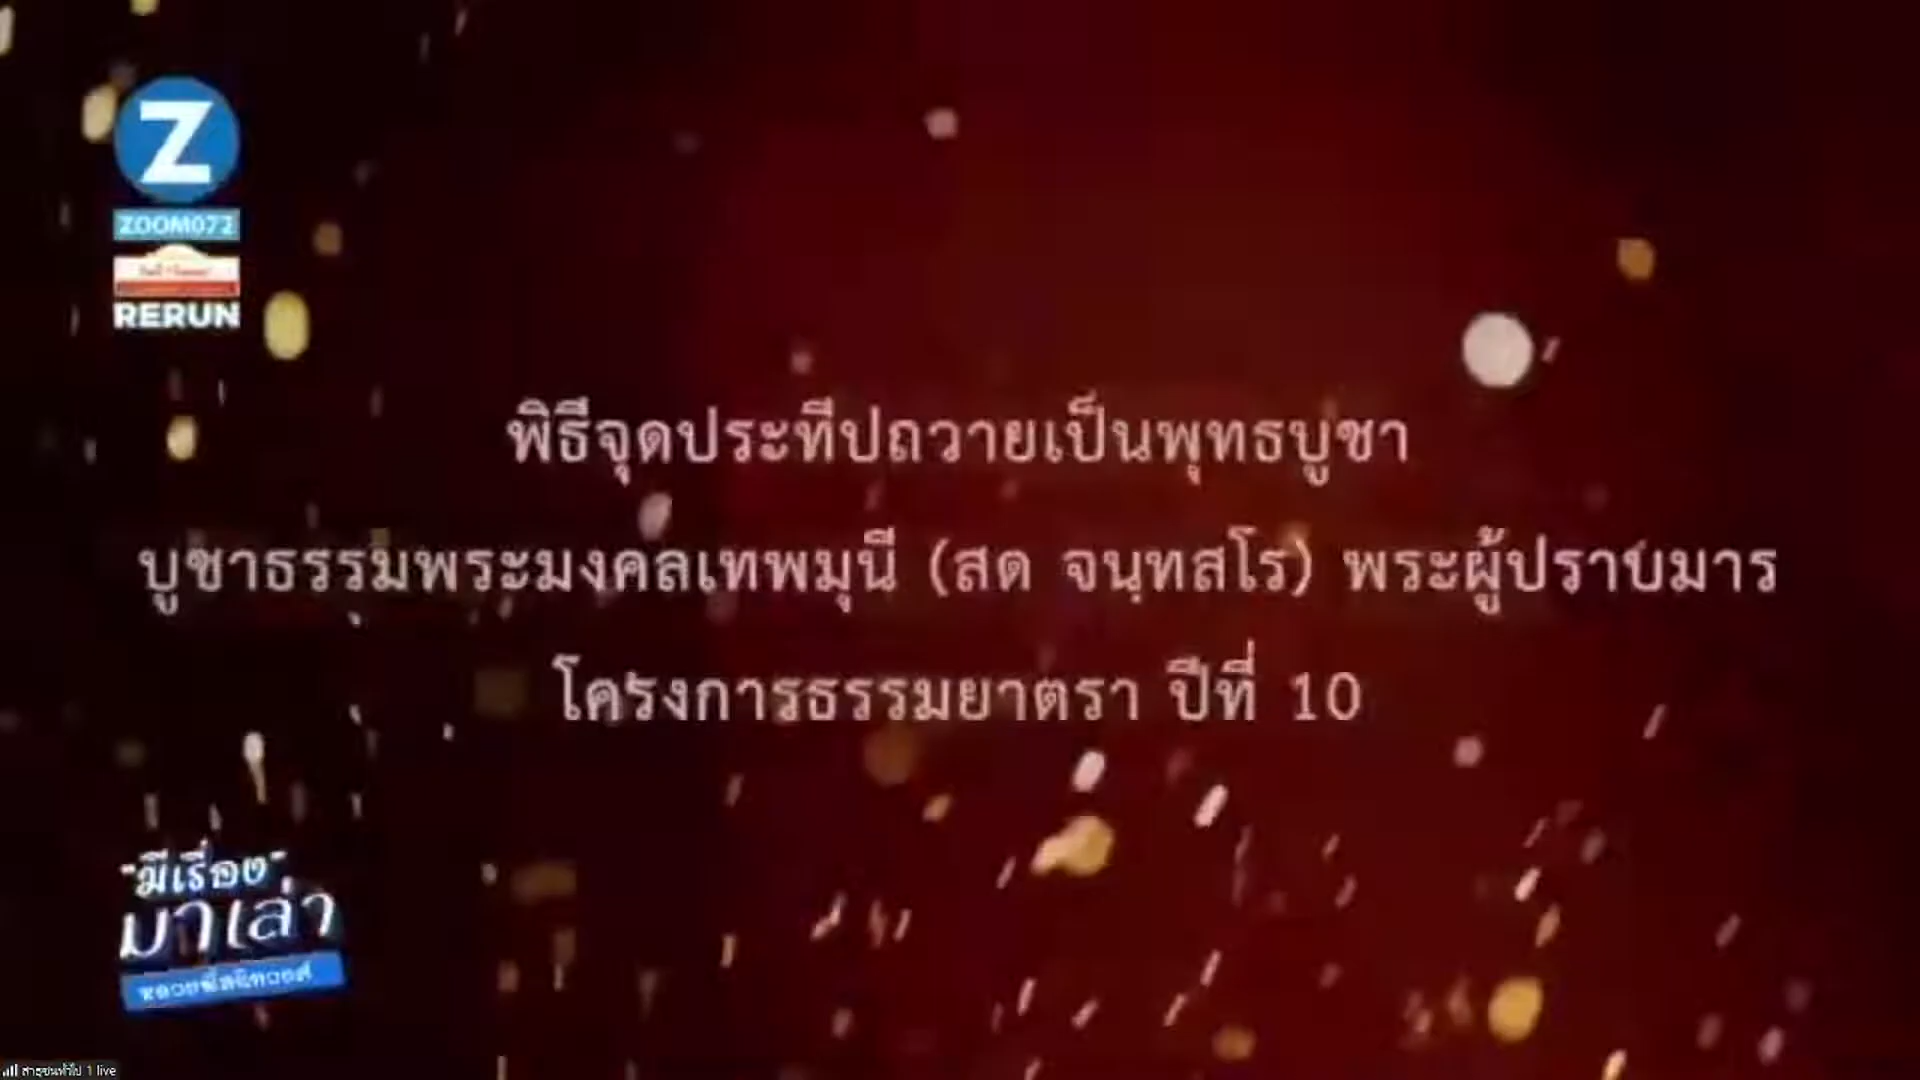 Z
ZOOM072
RERUN
พิธีจุดประทีปถวายเป็นพุทธบูชา
บูชาธรรมพระมงคลเทพมุนี (สด จนฺทสโร) พระผู้ปราบมาร
โครงการธรรมยาตรา ปีที่ 10
"มีเรื่อง"
มาเล่า
1 live